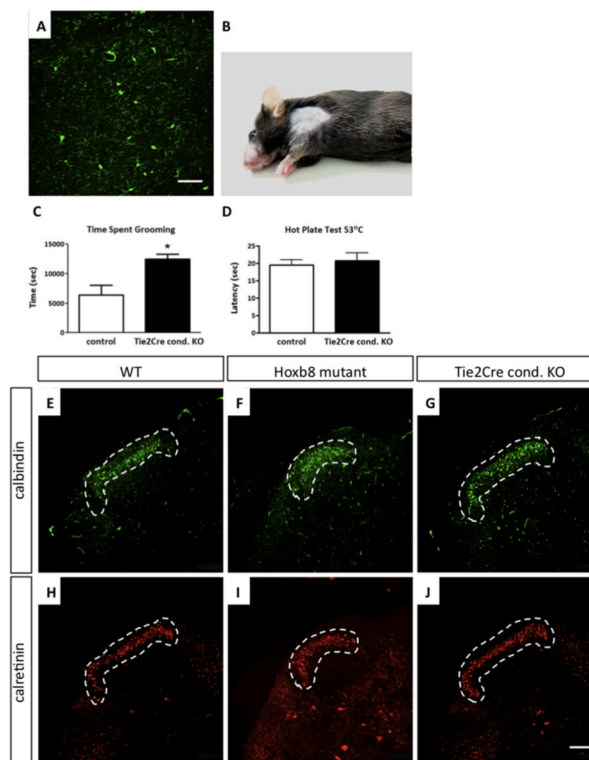 A
B
C
Time Spent Grooming
*
15000
10000
5000
0
Time (sec)
control
Tie2Cre cond. KO
D
Hot Plate Test 53°C
25
20
15
10
5
0
Latency (sec)
control
Tie2Cre cond. KO
WT
Hoxb8 mutant
Tie2Cre cond. KO
calbindin
E
F
G
calretinin
H
I
J